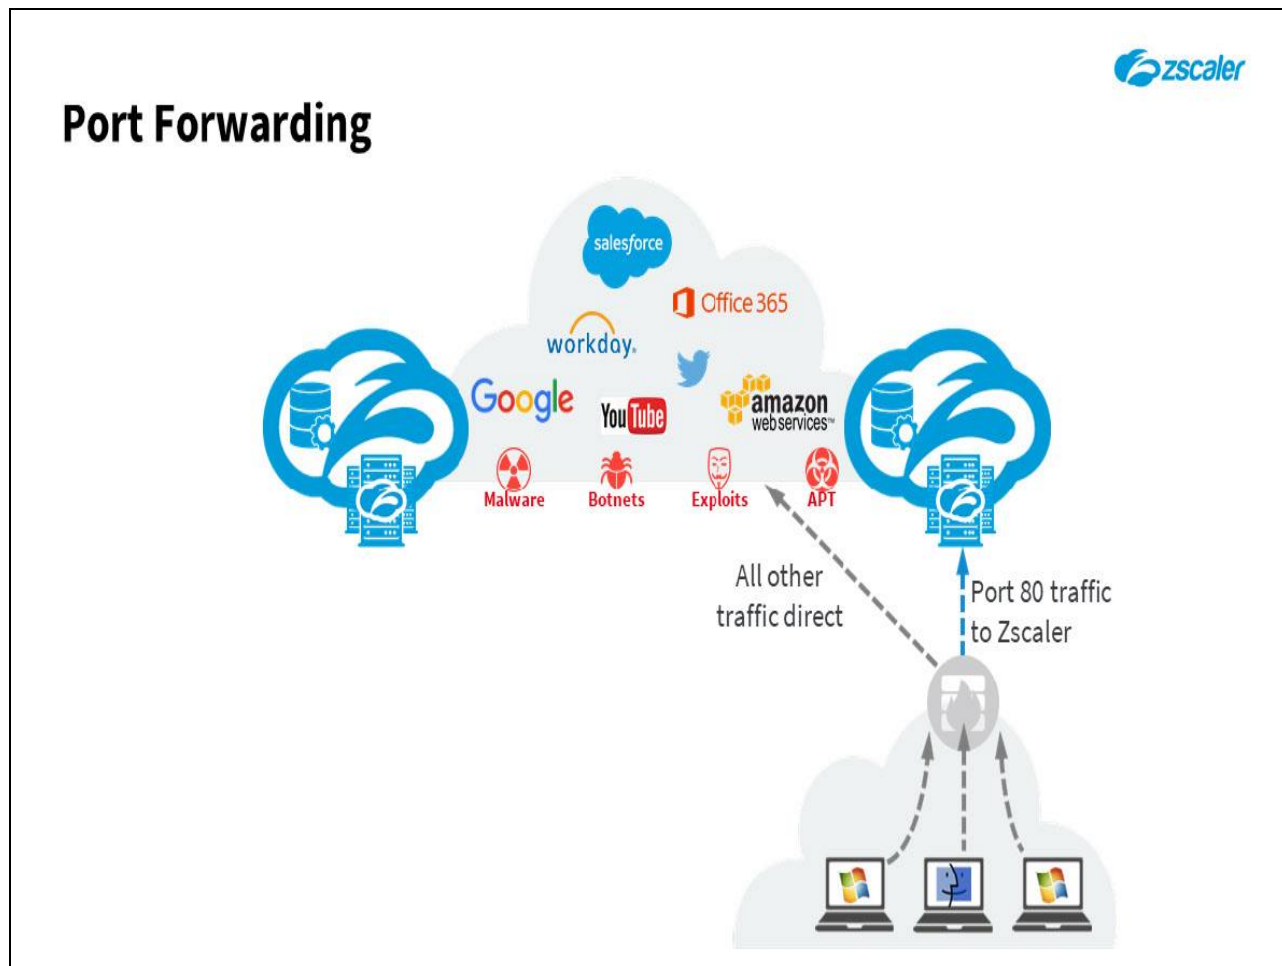 zscaler
Port Forwarding
salesforce
Office 365
workday.
Google
YouTube
amazon
webservices™
Malware
Botnets
Exploits
APT
All other
traffic direct
Port 80 traffic
to Zscaler